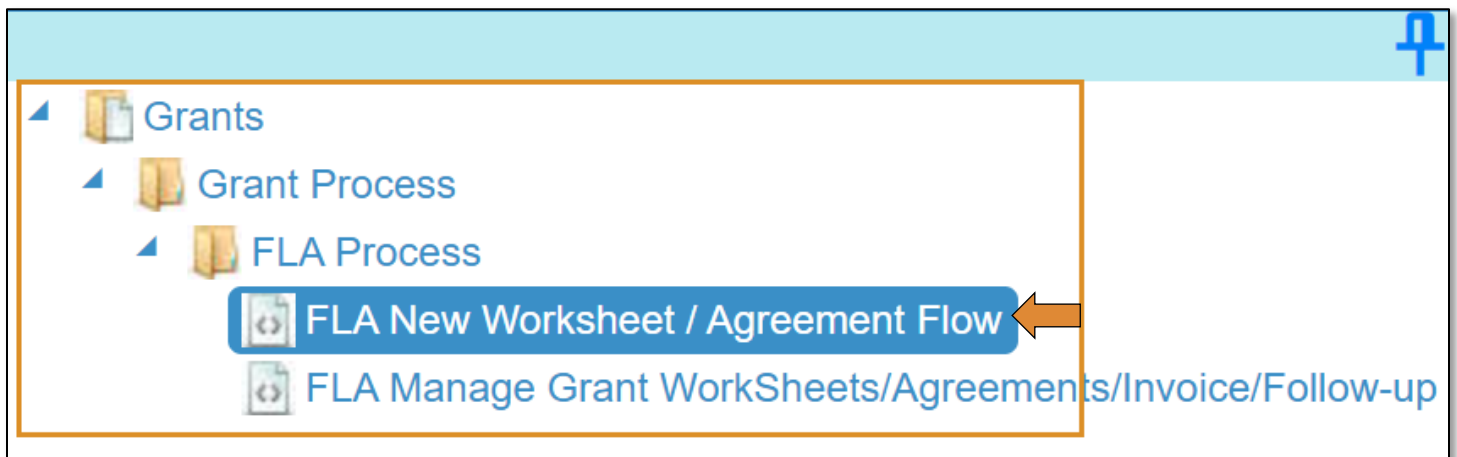 Grants
Grant Process
FLA Process
FLA New Worksheet / Agreement Flow
FLA Manage Grant WorkSheets/Agreements/Invoice/Follow-up